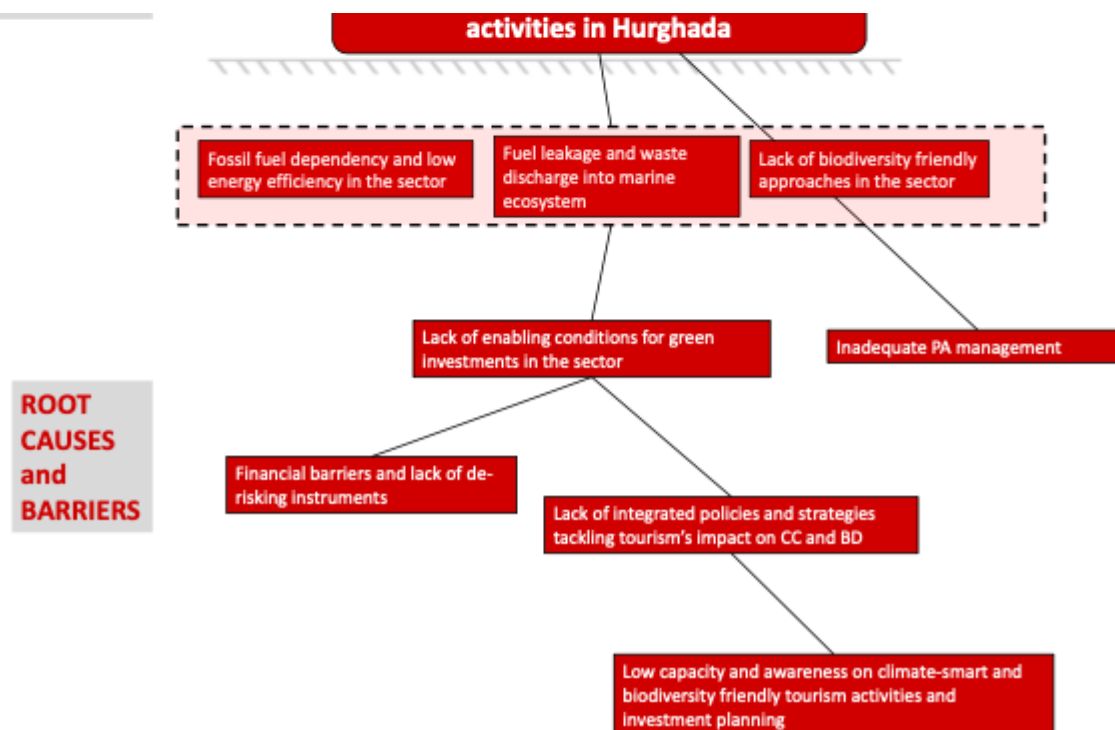 activities in Hurghada
Fossil fuel dependency and low
energy efficiency in the sector
Fuel leakage and waste
discharge into marine
ecosystem
Lack of biodiversity friendly
approaches in the sector
Lack of enabling conditions for green
investments in the sector
Inadequate PA management
ROOT
CAUSES
and
BARRIERS
Financial barriers and lack of de-
risking instruments
Lack of integrated policies and strategies
tackling tourism's impact on CC and BD
Low capacity and awareness on climate-smart and
biodiversity friendly tourism activities and
investment planning